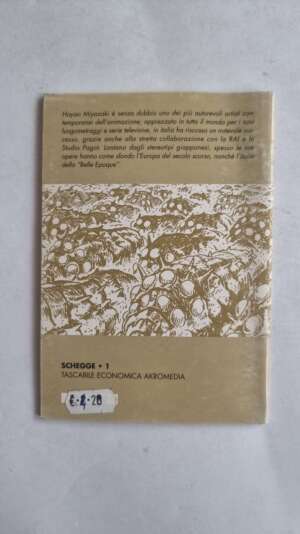 Hayao Miyazaki è senza dubbio uno dei più autorevoli artisti con-
temporanei dell'animazione; apprezzato in tutto il mondo per i suoi
lungometraggi e serie televisive, in Italia ha riscosso un notevole suc-
cesso, grazie anche alla stretta collaborazione con la RAI e lo
Studio Pagot. Lontano dagli stereotipi giapponesi, spesso le sue
opere hanno come sfondo l'Europa del secolo scorso, nonché l'Italia
della "Belle Epoque".
SCHEGGE • 1
TASCABILE ECONOMICA AKROMEDIA